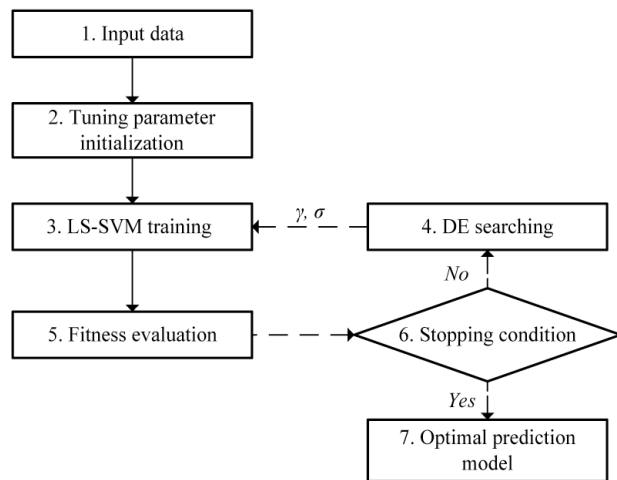 1. Input data
2. Tuning parameter
initialization
3. LS-SVM training
γ, σ
4. DE searching
No
5. Fitness evaluation
6. Stopping condition
Yes
7. Optimal prediction
model